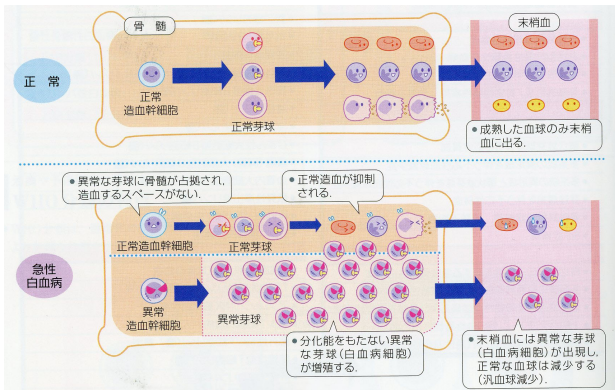 骨 髄
末梢血
正 常
正常
造血幹細胞
正常芽球
●成熟した血球のみ末梢
血に出る.
●異常な芽球に骨髄が占拠され,
造血するスペースがない.
●正常造血が抑制
される.
正常造血幹細胞
正常芽球
急性
白血病
異常
造血幹細胞
異常芽球
●分化能をもたない異常
な芽球(白血病細胞)
が増殖する.
●末梢血には異常な芽球
(白血病細胞)が出現し,
正常な血球は減少する
(汎血球減少).